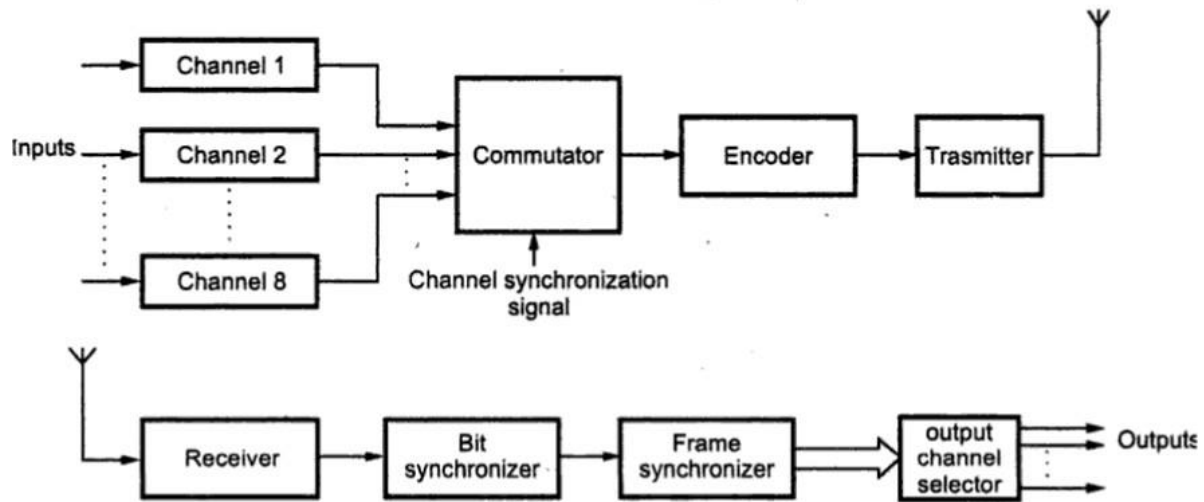 Channel 1
Inputs
Channel 2
Commutator
Encoder
Trasmitter
Channel 8
Channel synchronization
signal
Receiver
Bit
synchronizer
Frame
synchronizer
output
channel
selector
Outputs